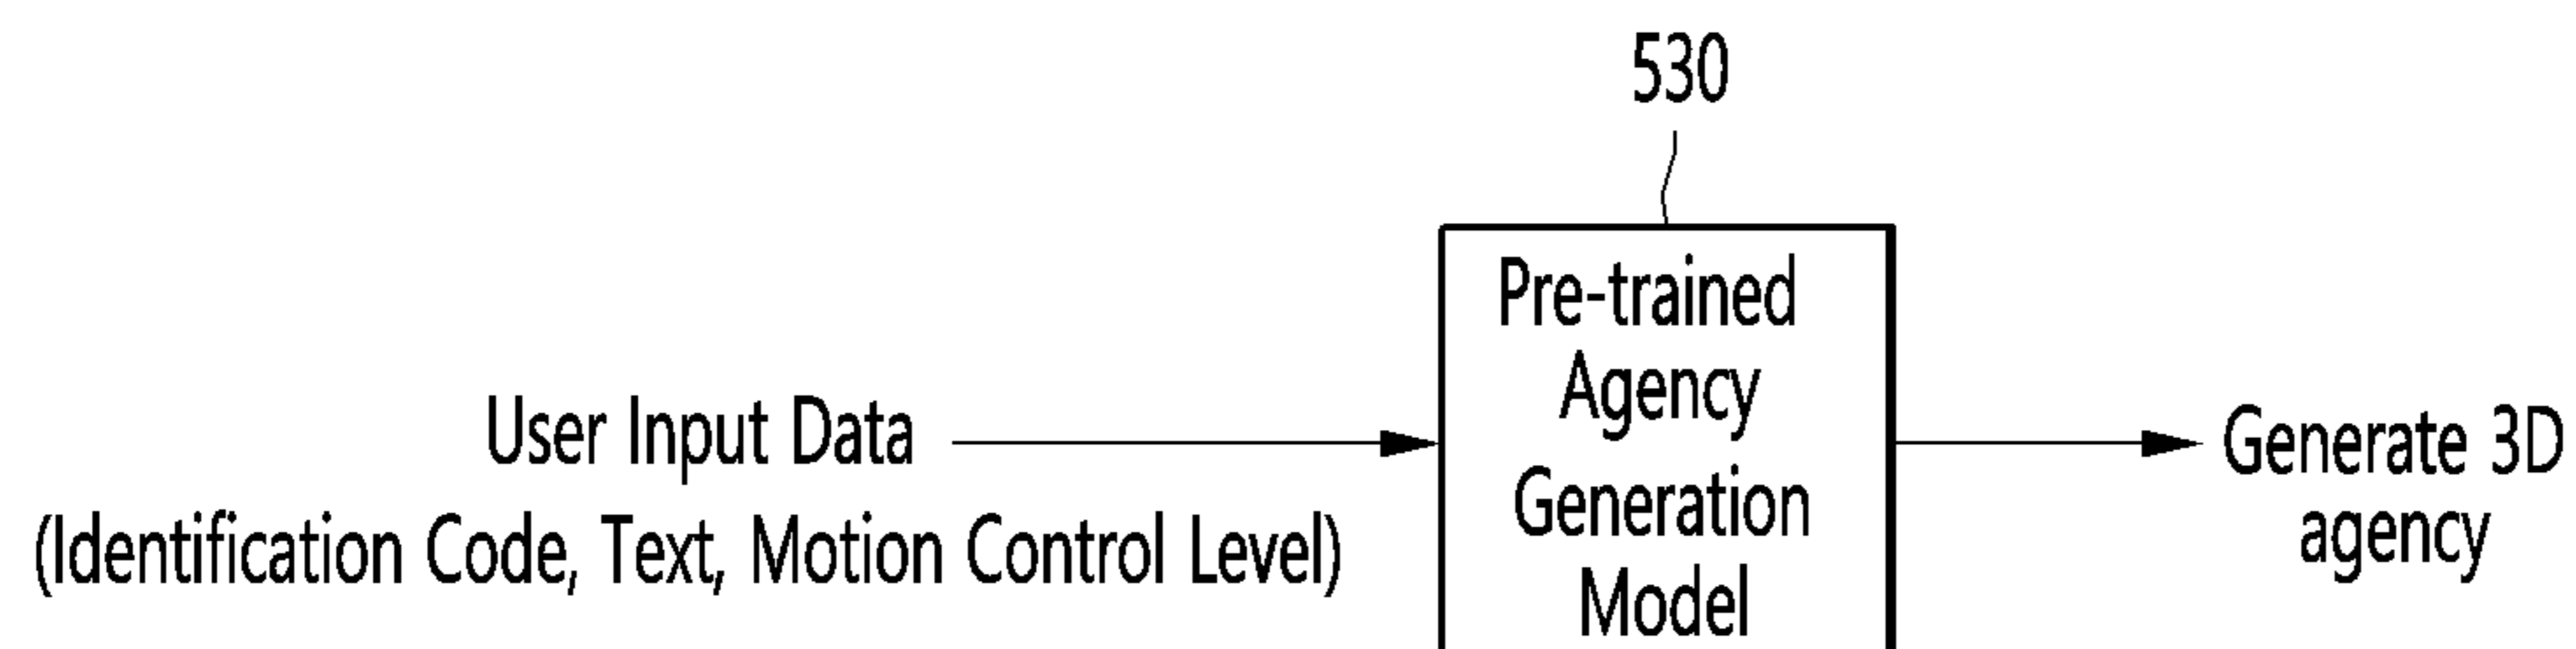 530
Pre-trained
Agency
Generation
Model
User Input Data
(Identification Code, Text, Motion Control Level)
Generate 3D
agency